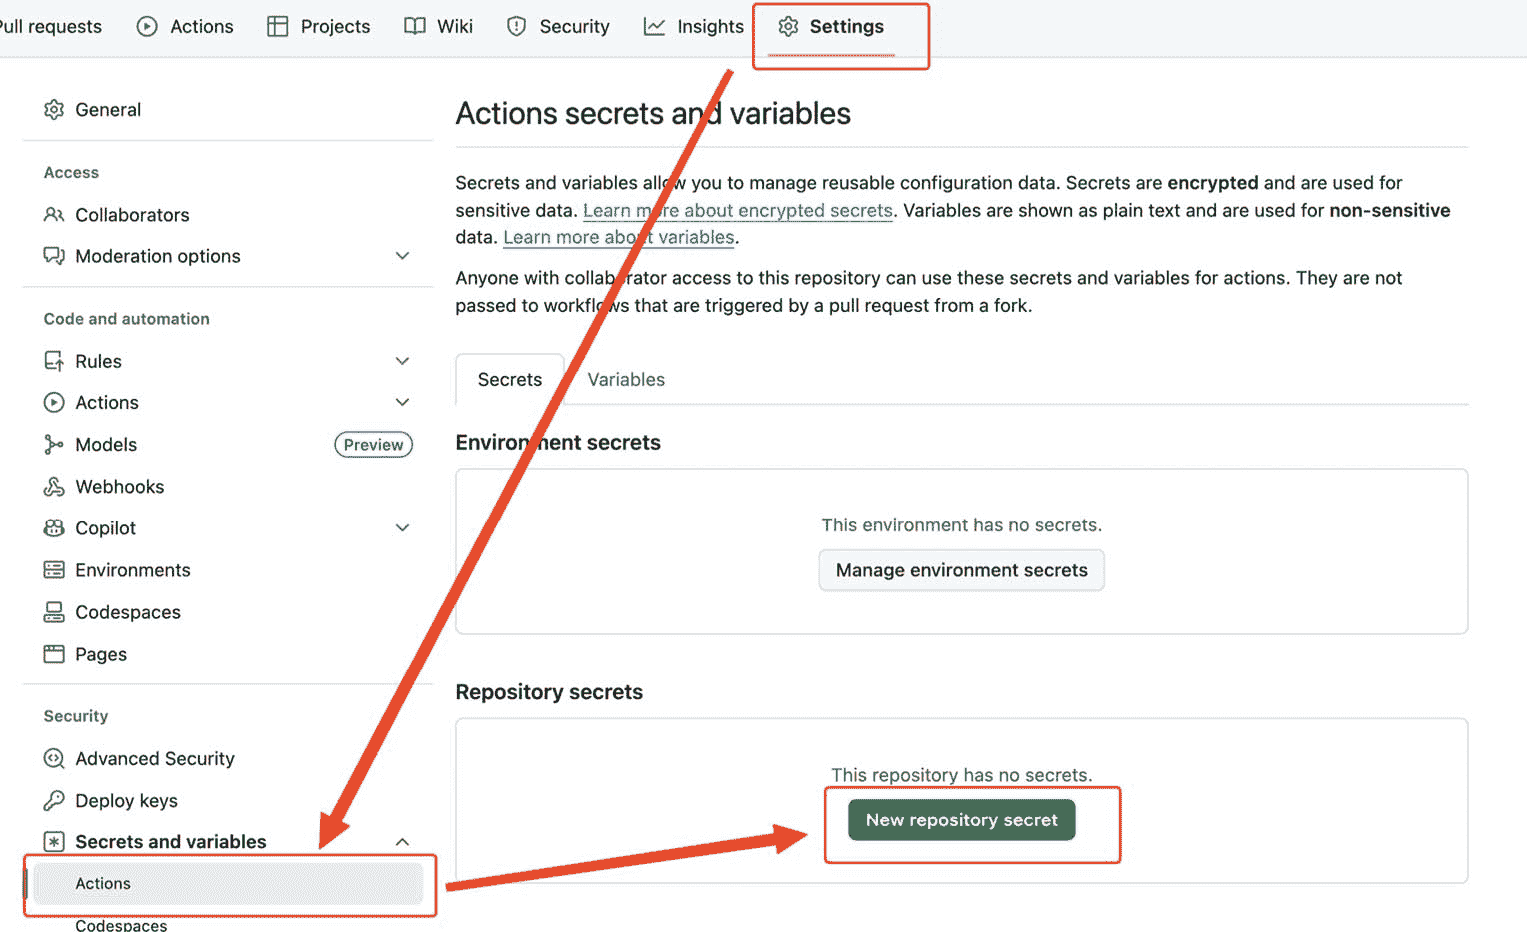 Pull requests
Actions
Projects
Wiki
Security
Insights
Settings
General
Access
Collaborators
Moderation options
Code and automation
Rules
Actions
Models
Preview
Webhooks
Copilot
Environments
Codespaces
Pages
Security
Advanced Security
Deploy keys
Secrets and variables
Actions
Codespaces
Actions secrets and variables
Secrets and variables allow you to manage reusable configuration data. Secrets are encrypted and are used for
sensitive data. Learn more about encrypted secrets. Variables are shown as plain text and are used for non-sensitive
data. Learn more about variables.
Anyone with collaborator access to this repository can use these secrets and variables for actions. They are not
passed to workflows that are triggered by a pull request from a fork.
Secrets
Variables
Environment secrets
This environment has no secrets.
Manage environment secrets
Repository secrets
This repository has no secrets.
New repository secret